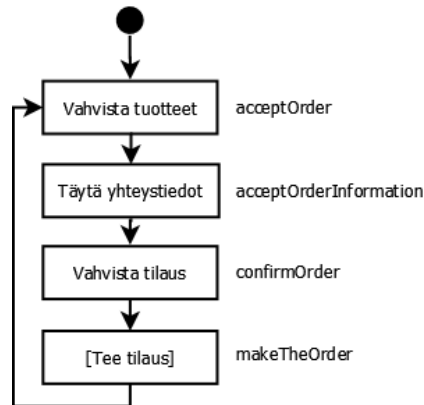 Vahvista tuotteet acceptOrder
Täytä yhteystiedot acceptOrderInformation
Vahvista tilaus confirmOrder
[Tee tilaus] makeTheOrder